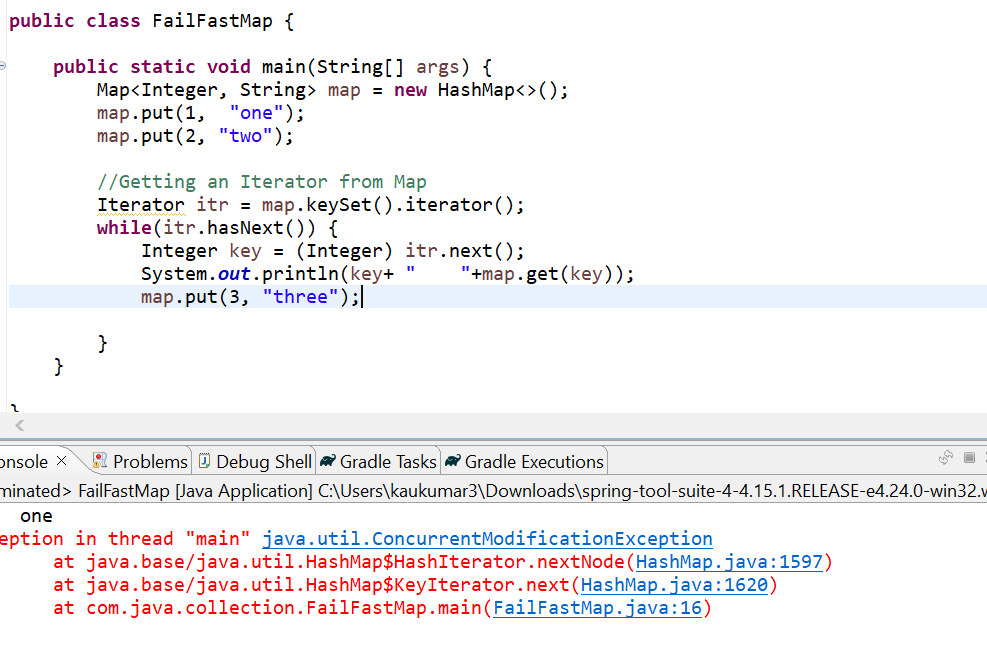 public class FailFastMap {
public static void main(String[] args) {
Map<Integer, String> map = new HashMap<>();
map.put(1,  "one");
map.put(2, "two");
//Getting an Iterator from Map
Iterator itr = map.keySet().iterator();
while(itr.hasNext()) {
Integer key = (Integer) itr.next();
System.out.println(key+ "    "+map.get(key));
map.put(3, "three");
}
}
}
onsole Problems Debug Shell Gradle Tasks Gradle Executions
minated> FailFastMap [Java Application] C:\Users\kaukumar3\Downloads\spring-tool-suite-4-4.15.1.RELEASE-e4.24.0-win32.w
one
eption in thread "main" java.util.ConcurrentModificationException
at java.base/java.util.HashMap$HashIterator.nextNode(HashMap.java:1597)
at java.base/java.util.HashMap$KeyIterator.next(HashMap.java:1620)
at com.java.collection.FailFastMap.main(FailFastMap.java:16)